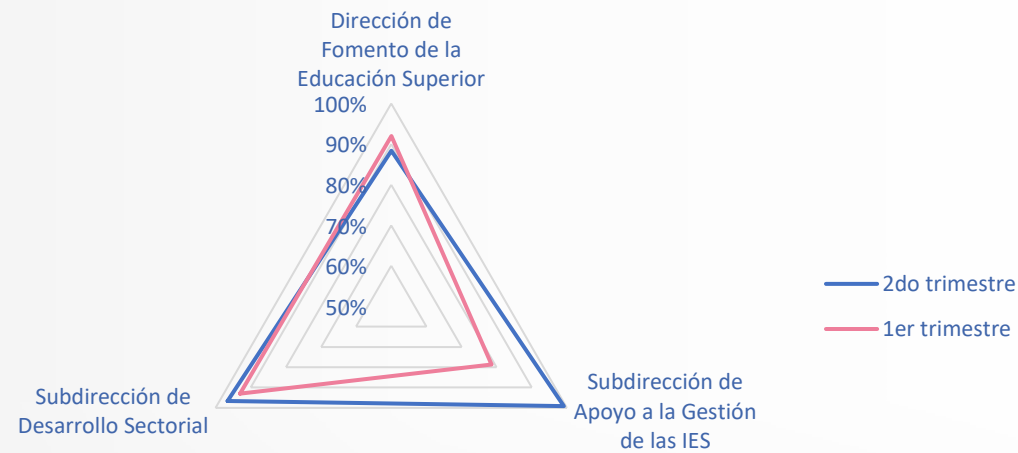 Dirección de
Fomento de la
Educación Superior
100%
90%
80%
70%
60%
50%
2do trimestre
1er trimestre
Subdirección de
Apoyo a la Gestión
de las IES
Subdirección de
Desarrollo Sectorial